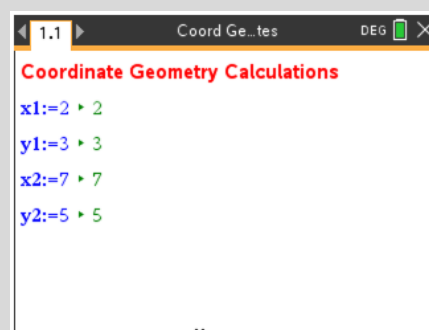 1.1 Coord Ge...tes DEG
Coordinate Geometry Calculations
x1:=2 ▸ 2
y1:=3 ▸ 3
x2:=7 ▸ 7
y2:=5 ▸ 5